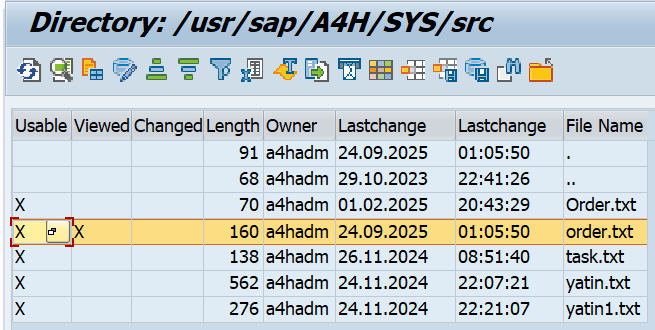 Directory: /usr/sap/A4H/SYS/src
Usable Viewed Changed Length Owner Lastchange Lastchange File Name
91 a4hadm 24.09.2025 01:05:50 .
68 a4hadm 29.10.2023 22:41:26 ..
X 70 a4hadm 01.02.2025 20:43:29 Order.txt
X X 160 a4hadm 24.09.2025 01:05:50 order.txt
X 138 a4hadm 26.11.2024 08:51:40 task.txt
X 562 a4hadm 24.11.2024 22:07:21 yatin.txt
X 276 a4hadm 24.11.2024 22:21:07 yatin1.txt